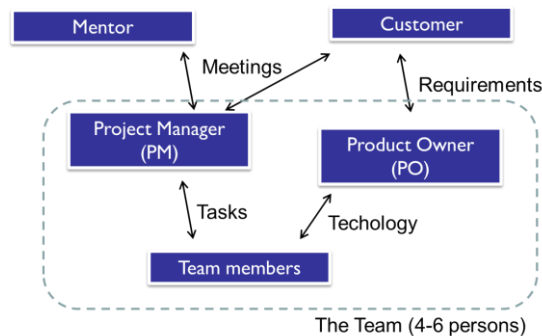 Mentor
Customer
Meetings
Requirements
Project Manager
(PM)
Product Owner
(PO)
Tasks
Techology
Team members
The Team (4-6 persons)